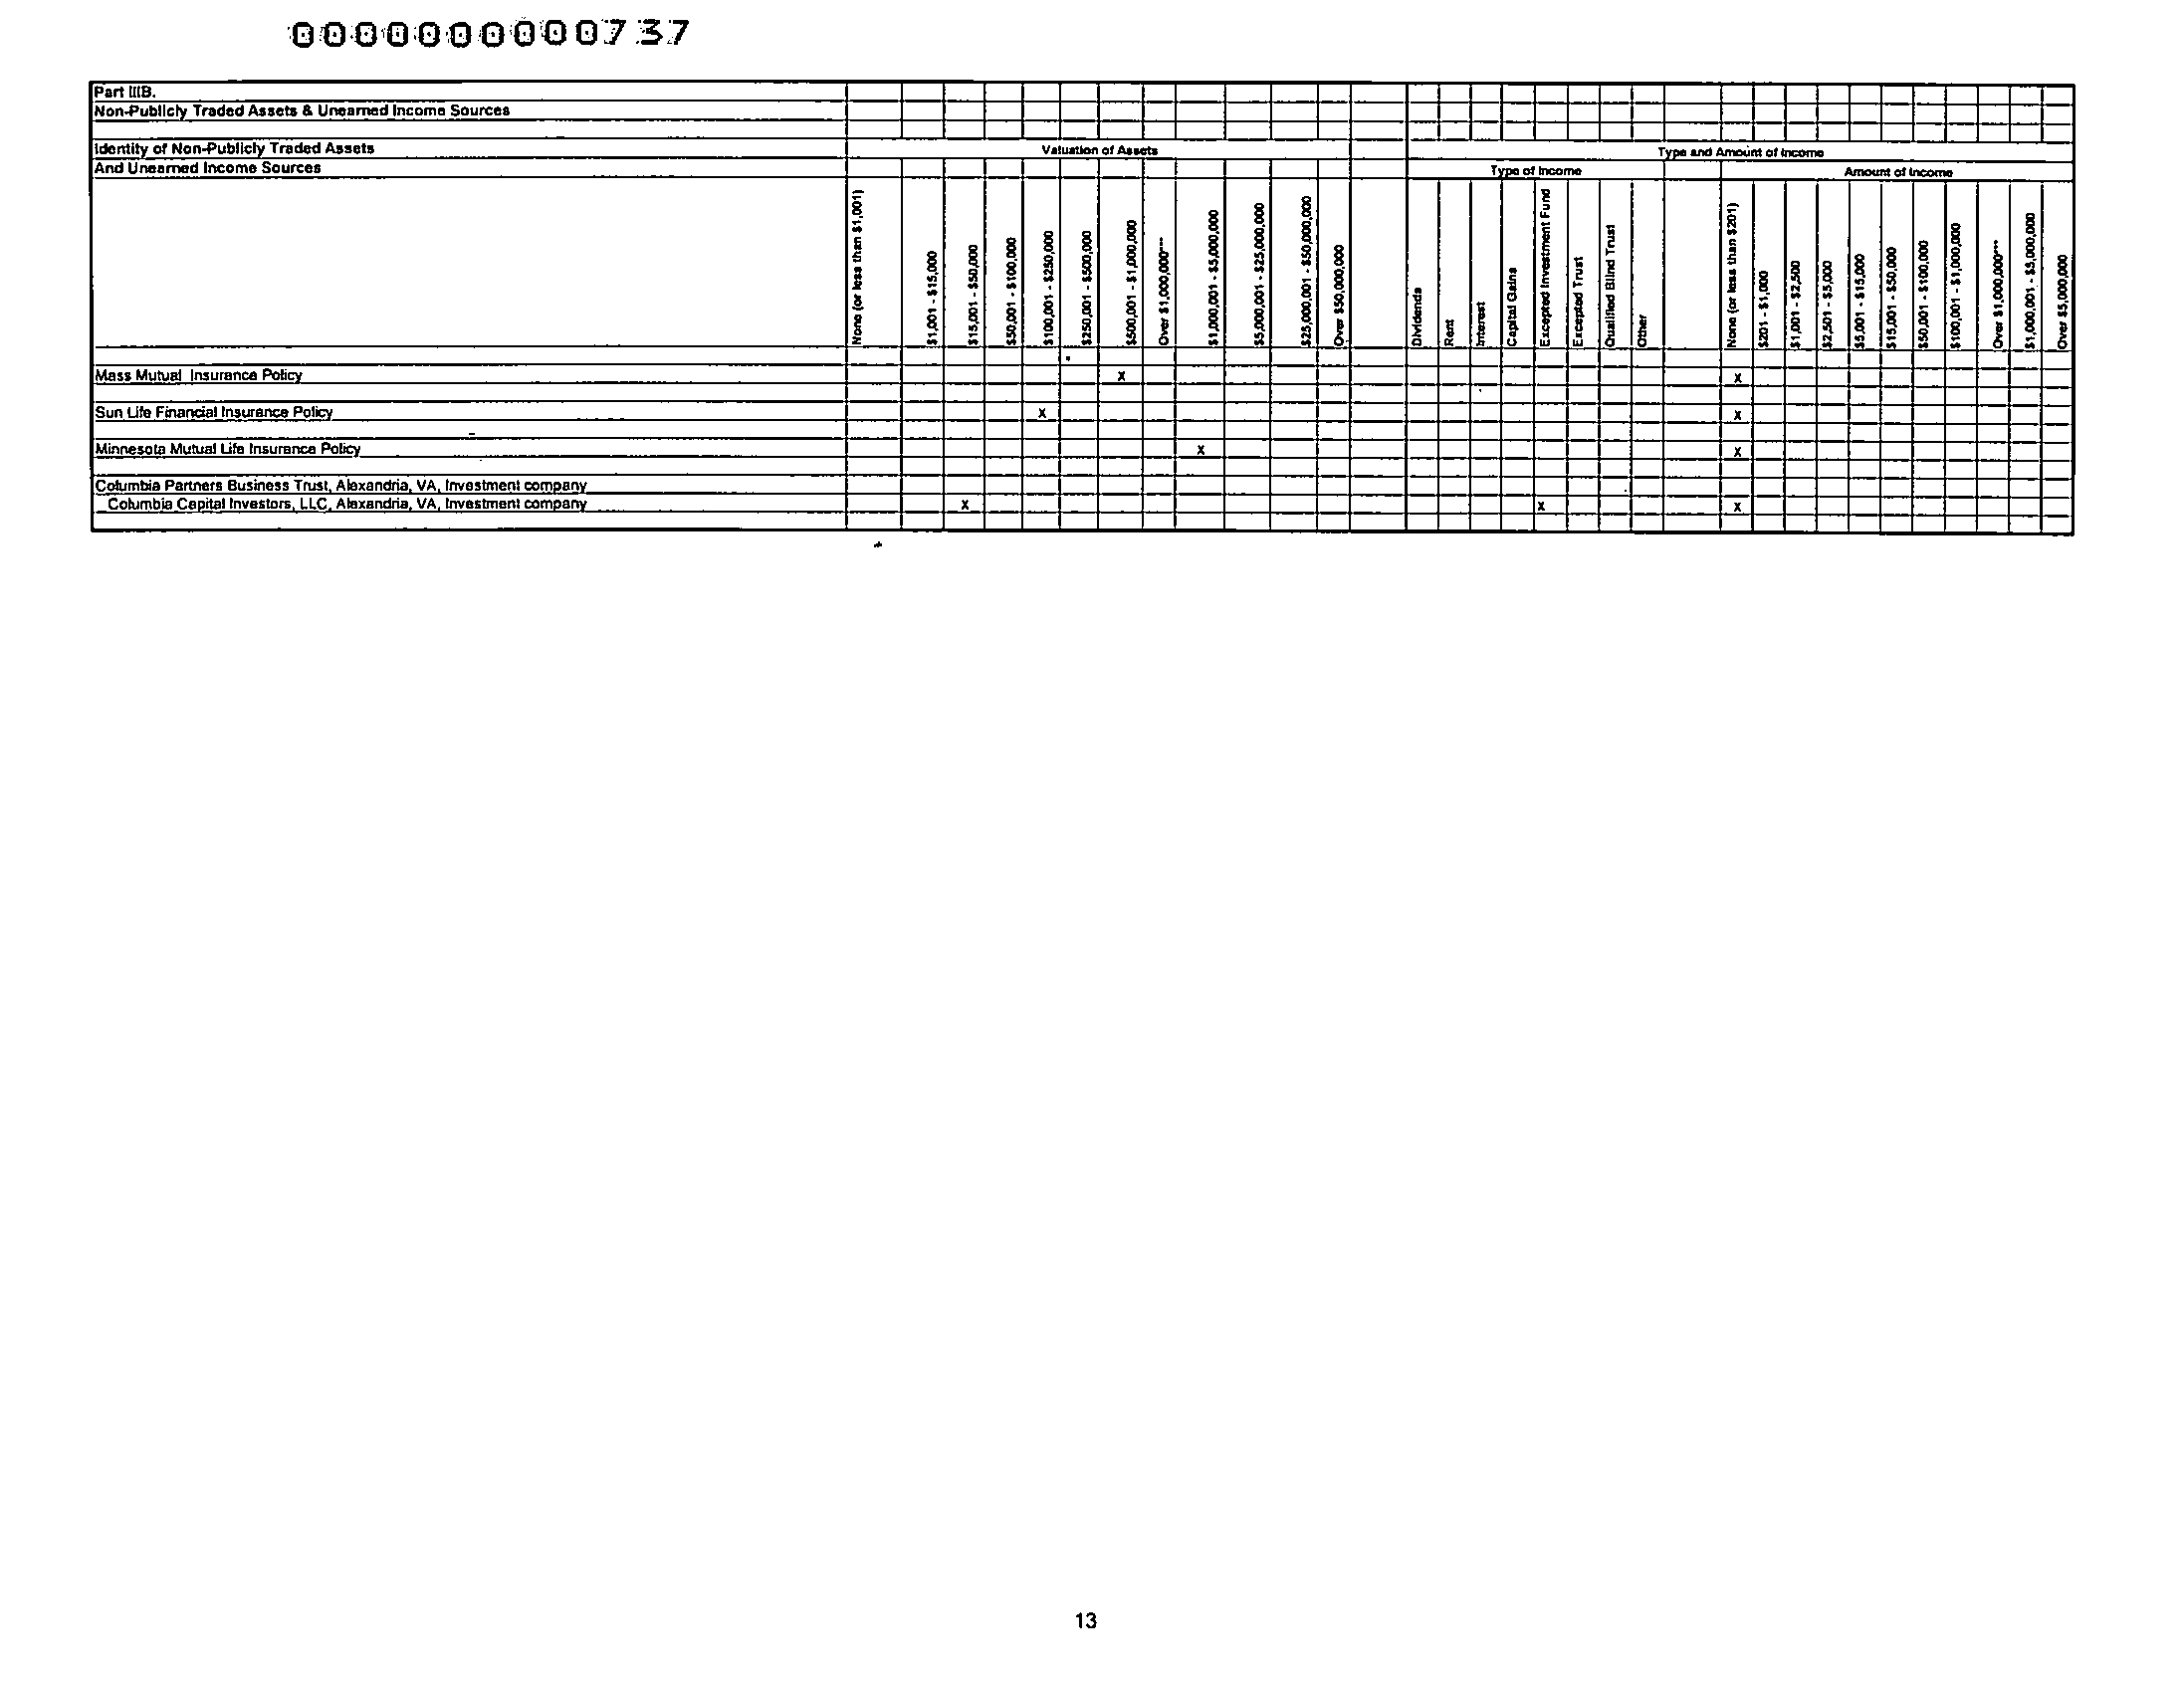 0000000000737
Part IIIB.
Non-Publicly Traded Assets & Unearned Income Sources
Identity of Non-Publicly Traded Assets
Valuation of Assets
Type and Amount of Income
And Unearned Income Sources
Type of Income
Amount of Income
None (or less than $1,001)
$1,001 - $15,000
$15,001 - $50,000
$50,001 - $100,000
$100,001 - $250,000
$250,001 - $500,000
$500,001 - $1,000,000
Over $1,000,000***
$1,000,001 - $5,000,000
$5,000,001 - $25,000,000
$25,000,001 - $50,000,000
Over $50,000,000
Dividends
Rent
Interest
Capital Gains
Excepted Investment Fund
Excepted Trust
Qualified Blind Trust
Other
None (or less than $201)
$201 - $1,000
$1,001 - $2,500
$2,501 - $5,000
$5,001 - $15,000
$15,001 - $50,000
$50,001 - $100,000
$100,001 - $1,000,000
Over $1,000,000***
$1,000,001 - $5,000,000
Over $5,000,000
Mass Mutual Insurance Policy X X
Sun Life Financial Insurance Policy X X
Minnesota Mutual Life Insurance Policy X X
Columbia Partners Business Trust, Alexandria, VA, Investment company
Columbia Capital Investors, LLC, Alexandria, VA, Investment company X X X
13